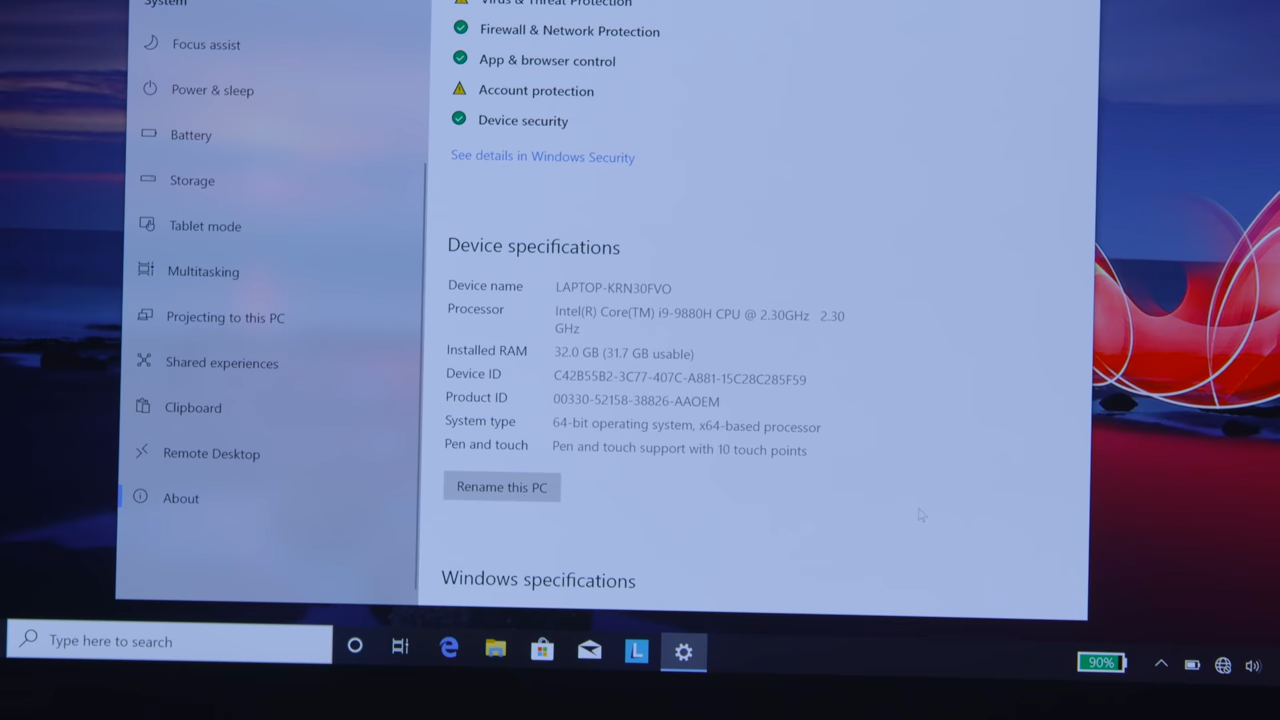 System
Focus assist
Power & sleep
Battery
Storage
Tablet mode
Multitasking
Projecting to this PC
Shared experiences
Clipboard
Remote Desktop
About
Virus & Threat Protection
Firewall & Network Protection
App & browser control
Account protection
Device security
See details in Windows Security
Device specifications
Device name LAPTOP-KRN30FVO
Processor Intel(R) Core(TM) i9-9880H CPU @ 2.30GHz 2.30
GHz
Installed RAM 32.0 GB (31.7 GB usable)
Device ID C42B55B2-3C77-407C-A881-15C28C285F59
Product ID 00330-52158-38826-AAOEM
System type 64-bit operating system, x64-based processor
Pen and touch Pen and touch support with 10 touch points
Rename this PC
Windows specifications
Type here to search
L
90%